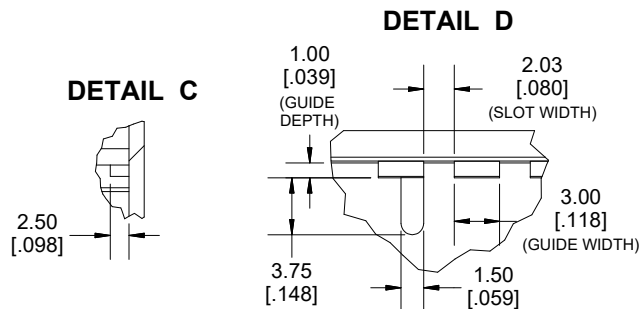 DETAIL C
2.50
[.098]
DETAIL D
1.00
[.039]
(GUIDE
DEPTH)
2.03
[.080]
(SLOT WIDTH)
3.00
[.118]
(GUIDE WIDTH)
3.75
[.148]
1.50
[.059]